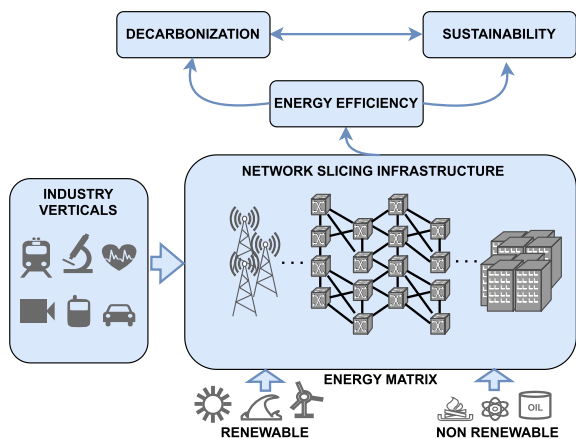 DECARBONIZATION
SUSTAINABILITY
ENERGY EFFICIENCY
NETWORK SLICING INFRASTRUCTURE
INDUSTRY
VERTICALS
ENERGY MATRIX
OIL
RENEWABLE
NON RENEWABLE